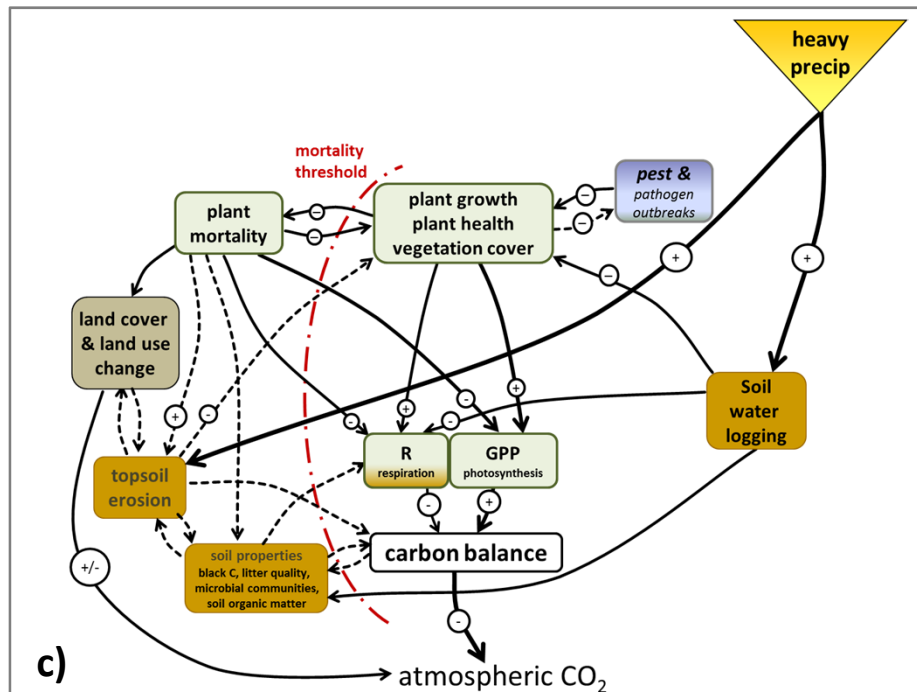 heavy
precip
mortality
threshold
pest &
pathogen
outbreaks
plant growth
plant health
vegetation cover
plant
mortality
−
−
−
−
+
+
−
land cover
& land use
change
+
-
+
+
-
-
-
Soil
water
logging
R
respiration
GPP
photosynthesis
topsoil
erosion
-
+
carbon balance
soil properties
black C, litter quality,
microbial communities,
soil organic matter
+/-
-
c)
atmospheric CO₂